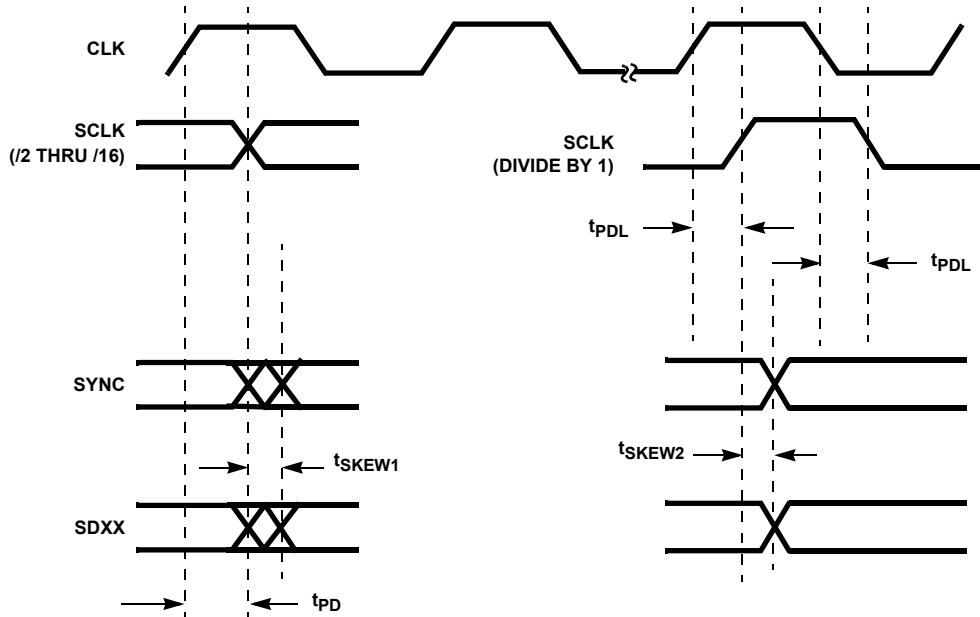 CLK
SCLK
(/2 THRU /16)
SCLK
(DIVIDE BY 1)
tPDL
tPDL
SYNC
tSKEW1
tSKEW2
SDXX
tPD